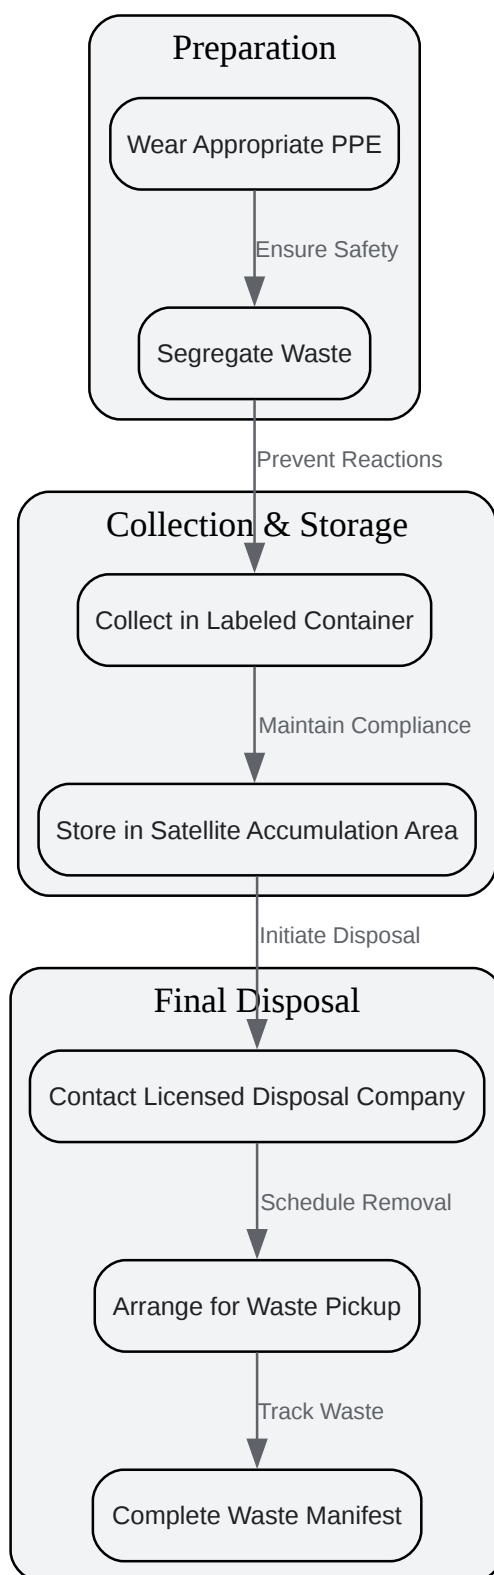 Preparation
Wear Appropriate PPE
Ensure Safety
Segregate Waste
Prevent Reactions
Collection & Storage
Collect in Labeled Container
Maintain Compliance
Store in Satellite Accumulation Area
Initiate Disposal
Final Disposal
Contact Licensed Disposal Company
Schedule Removal
Arrange for Waste Pickup
Track Waste
Complete Waste Manifest